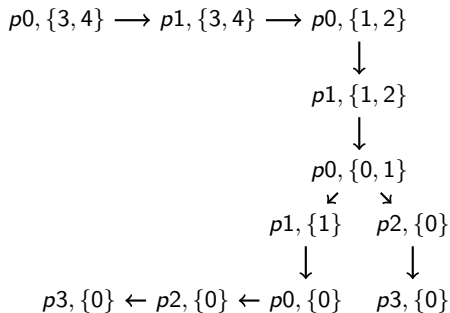 p0, {3, 4} → p1, {3, 4} → p0, {1, 2}
p1, {1, 2}
p0, {0, 1}
p1, {1} p2, {0}
p3, {0} ← p2, {0} ← p0, {0} p3, {0}